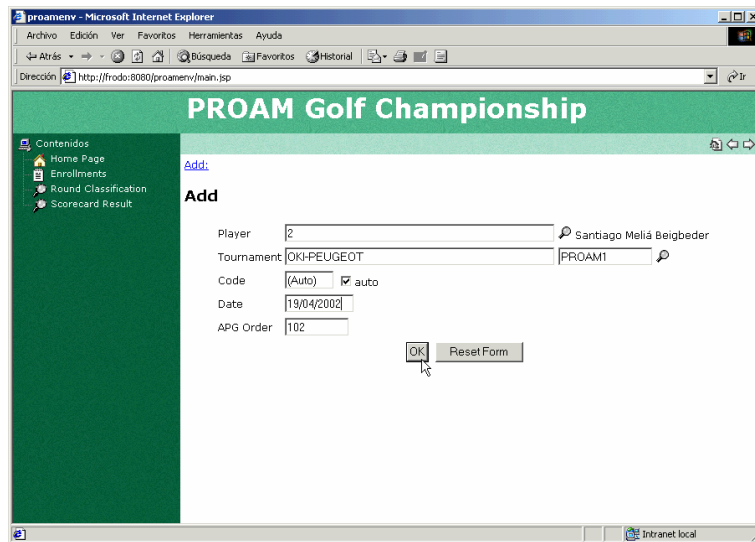 proamenv - Microsoft Internet Explorer
Archivo Edición Ver Favoritos Herramientas Ayuda
Atrás Búsqueda Favoritos Historial
Dirección http://frodo:8080/proamenv/main.jsp Ir
PROAM Golf Championship
Contenidos
Home Page
Enrollments
Round Classification
Scorecard Result
Add:
Add
Player 2 Santiago Meliá Beigbeder
Tournament OKI-PEUGEOT PROAM1
Code (Auto) auto
Date 19/04/2002
APG Order 102
OK Reset Form
Intranet local